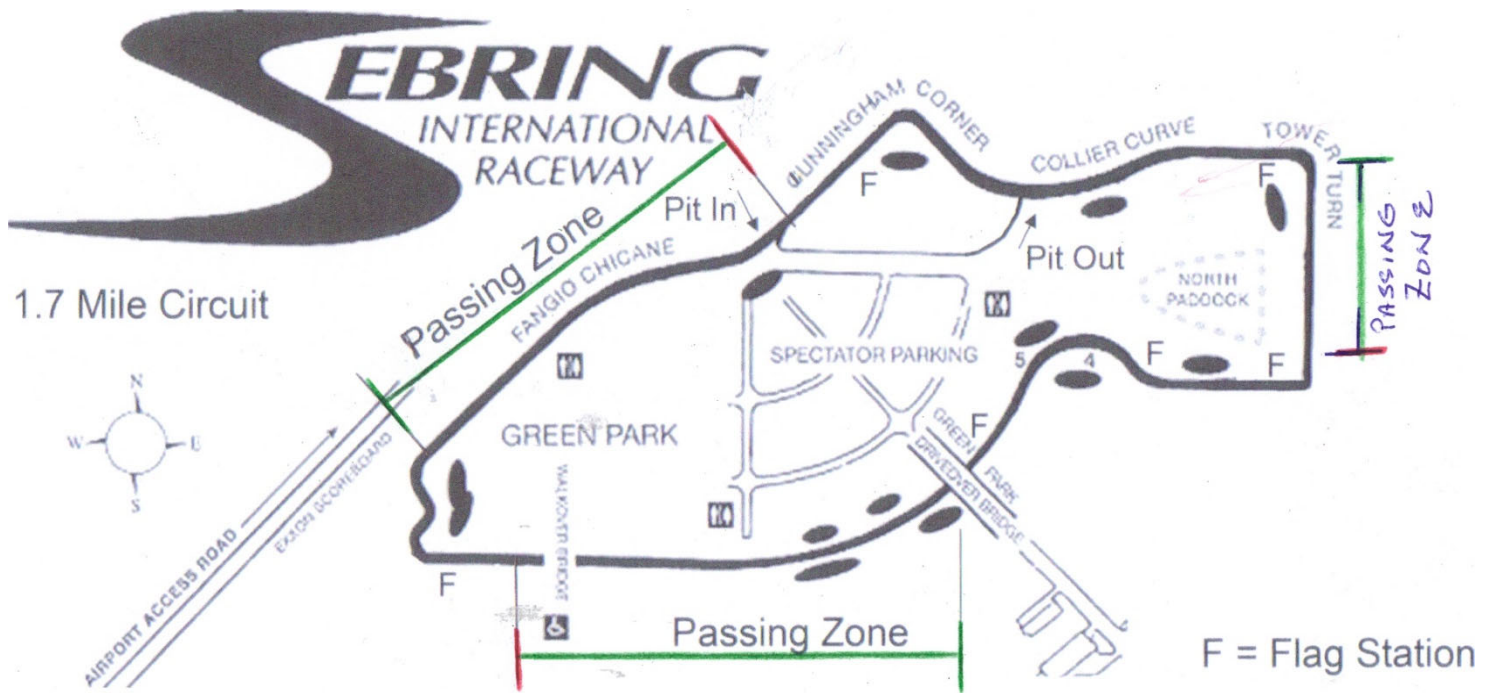 SEBRING
INTERNATIONAL
RACEWAY
1.7 Mile Circuit
Passing Zone
Pit In
FANGIO CHICANE
CUNNINGHAM CORNER
F
COLLIER CURVE
TOWER TURN
F
Pit Out
NORTH
PADDOCK
PASSING
ZONE
N
W
E
S
SPECTATOR PARKING
5
4
F
F
GREEN PARK
F
GREEN PARK
DRIVEOVER BRIDGE
WALKOVER BRIDGE
EXXON SCOREBOARD
AIRPORT ACCESS ROAD
F
Passing Zone
F = Flag Station